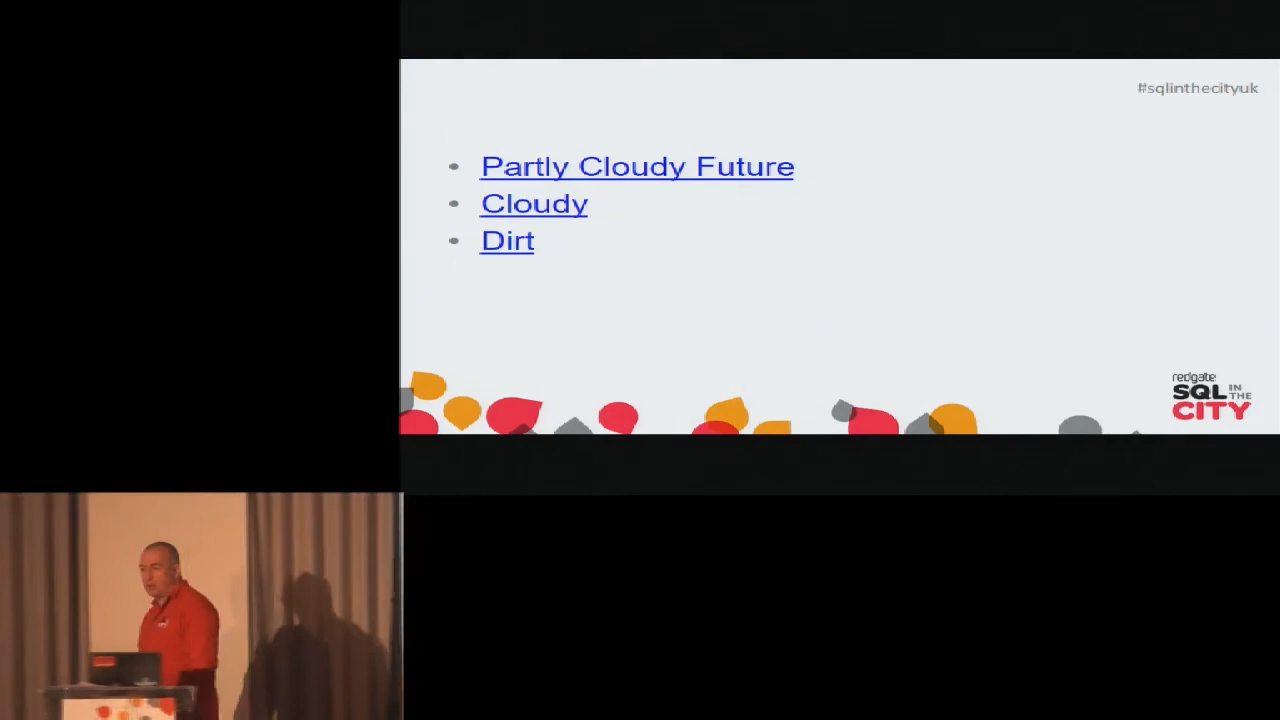 #sqlinthecityuk
Partly Cloudy Future
Cloudy
Dirt
redgate
SQL IN THE
CITY